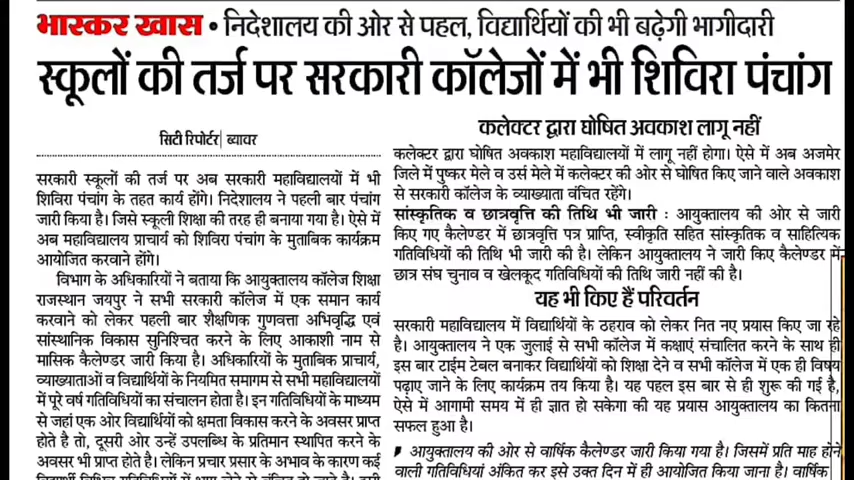 भास्कर खास • निदेशालय की ओर से पहल, विद्यार्थियों की भी बढ़ेगी भागीदारी
स्कूलों की तर्ज पर सरकारी कॉलेजों में भी शिविरा पंचांग
सिटी रिपोर्टर| ब्यावर
सरकारी स्कूलों की तर्ज पर अब सरकारी महाविद्यालयों में भी
शिविरा पंचांग के तहत कार्य होंगे। निदेशालय ने पहली बार पंचांग
जारी किया है। जिसे स्कूली शिक्षा की तरह ही बनाया गया है। ऐसे में
अब महाविद्यालय प्राचार्य को शिविरा पंचांग के मुताबिक कार्यक्रम
आयोजित करवाने होंगे।
विभाग के अधिकारियों ने बताया कि आयुक्तालय कॉलेज शिक्षा
राजस्थान जयपुर ने सभी सरकारी कॉलेज में एक समान कार्य
करवाने को लेकर पहली बार शैक्षणिक गुणवत्ता अभिवृद्धि एवं
सांस्थानिक विकास सुनिश्चित करने के लिए आकाशी नाम से
मासिक कैलेण्डर जारी किया है। अधिकारियों के मुताबिक प्राचार्य,
व्याख्याताओं व विद्यार्थियों के नियमित समागम से सभी महाविद्यालयों
में पूरे वर्ष गतिविधियों का संचालन होता है। इन गतिविधियों के माध्यम
से जहां एक ओर विद्यार्थियों को क्षमता विकास करने के अवसर प्राप्त
होते है तो, दूसरी ओर उन्हें उपलब्धि के प्रतिमान स्थापित करने के
अवसर भी प्राप्त होते है। लेकिन प्रचार प्रसार के अभाव के कारण कई
कलेक्टर द्वारा घोषित अवकाश लागू नहीं
कलेक्टर द्वारा घोषित अवकाश महाविद्यालयों में लागू नहीं होगा। ऐसे में अब अजमेर
जिले में पुष्कर मेले व उर्स मेले में कलेक्टर की ओर से घोषित किए जाने वाले अवकाश
से सरकारी कॉलेज के व्याख्याता वंचित रहेंगे।
सांस्कृतिक व छात्रवृत्ति की तिथि भी जारी : आयुक्तालय की ओर से जारी
किए गए कैलेण्डर में छात्रवृत्ति पत्र प्राप्ति, स्वीकृति सहित सांस्कृतिक व साहित्यिक
गतिविधियों की तिथि भी जारी की है। लेकिन आयुक्तालय ने जारी किए कैलेण्डर में
छात्र संघ चुनाव व खेलकूद गतिविधियों की तिथि जारी नहीं की है।
यह भी किए हैं परिवर्तन
सरकारी महाविद्यालय में विद्यार्थियों के ठहराव को लेकर नित नए प्रयास किए जा रहे
है। आयुक्तालय ने एक जुलाई से सभी कॉलेज में कक्षाएं संचालित करने के साथ ही
इस बार टाईम टेबल बनाकर विद्यार्थियों को शिक्षा देने व सभी कॉलेज में एक ही विषय
पढ़ाए जाने के लिए कार्यक्रम तय किया है। यह पहल इस बार से ही शुरू की गई है,
ऐसे में आगामी समय में ही ज्ञात हो सकेगी की यह प्रयास आयुक्तालय का कितना
सफल हुआ है।
आयुक्तालय की ओर से वार्षिक कैलेण्डर जारी किया गया है। जिसमें प्रति माह होने
वाली गतिविधियां अंकित कर इसे उक्त दिन में ही आयोजित किया जाना है। वार्षिक